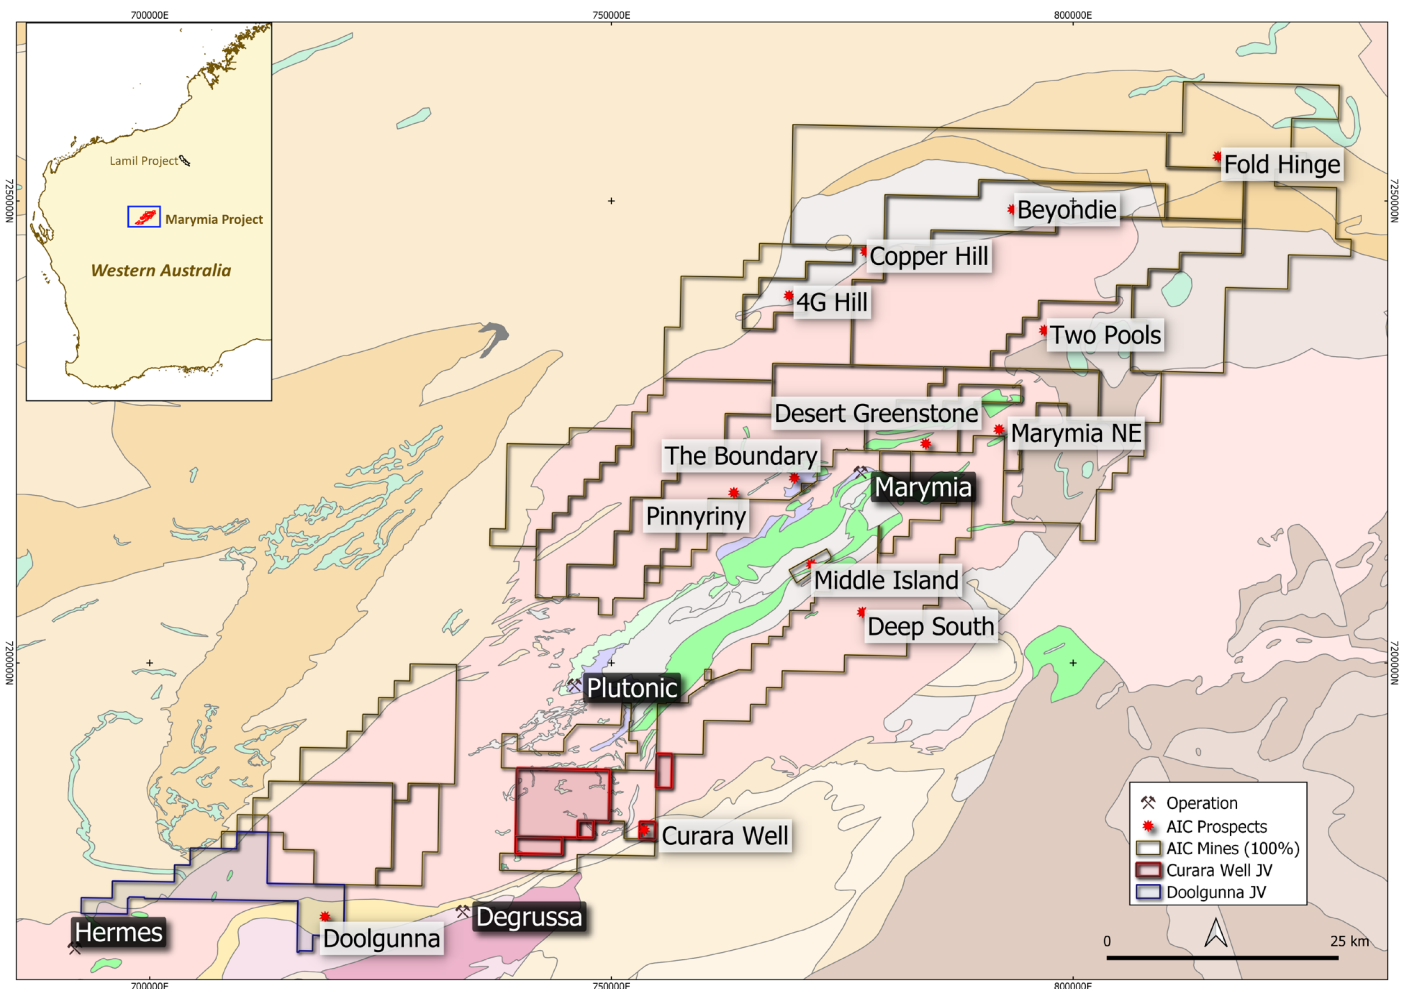 700000E
750000E
800000E
7250000N
7250000N
Lamil Project
Marymia Project
Western Australia
Fold Hinge
Beyondie
Copper Hill
4G Hill
Two Pools
Desert Greenstone
Marymia NE
The Boundary
Marymia
Pinnyriny
Middle Island
Deep South
7200000N
7200000N
Plutonic
Curara Well
Operation
AIC Prospects
AIC Mines (100%)
Curara Well JV
Doolgunna JV
Hermes
Degrussa
Doolgunna
0
25 km
700000E
750000E
800000E